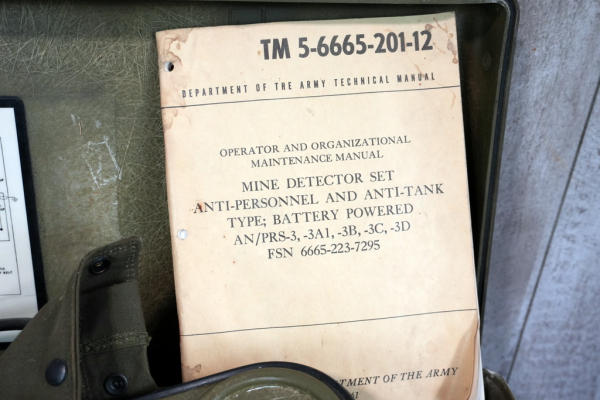 TM 5-6665-201-12
DEPARTMENT OF THE ARMY TECHNICAL MANUAL
OPERATOR AND ORGANIZATIONAL
MAINTENANCE MANUAL
MINE DETECTOR SET
ANTI-PERSONNEL AND ANTI-TANK
TYPE; BATTERY POWERED
AN/PRS-3, -3A1, -3B, -3C, -3D
FSN 6665-223-7295
OF THE ARMY